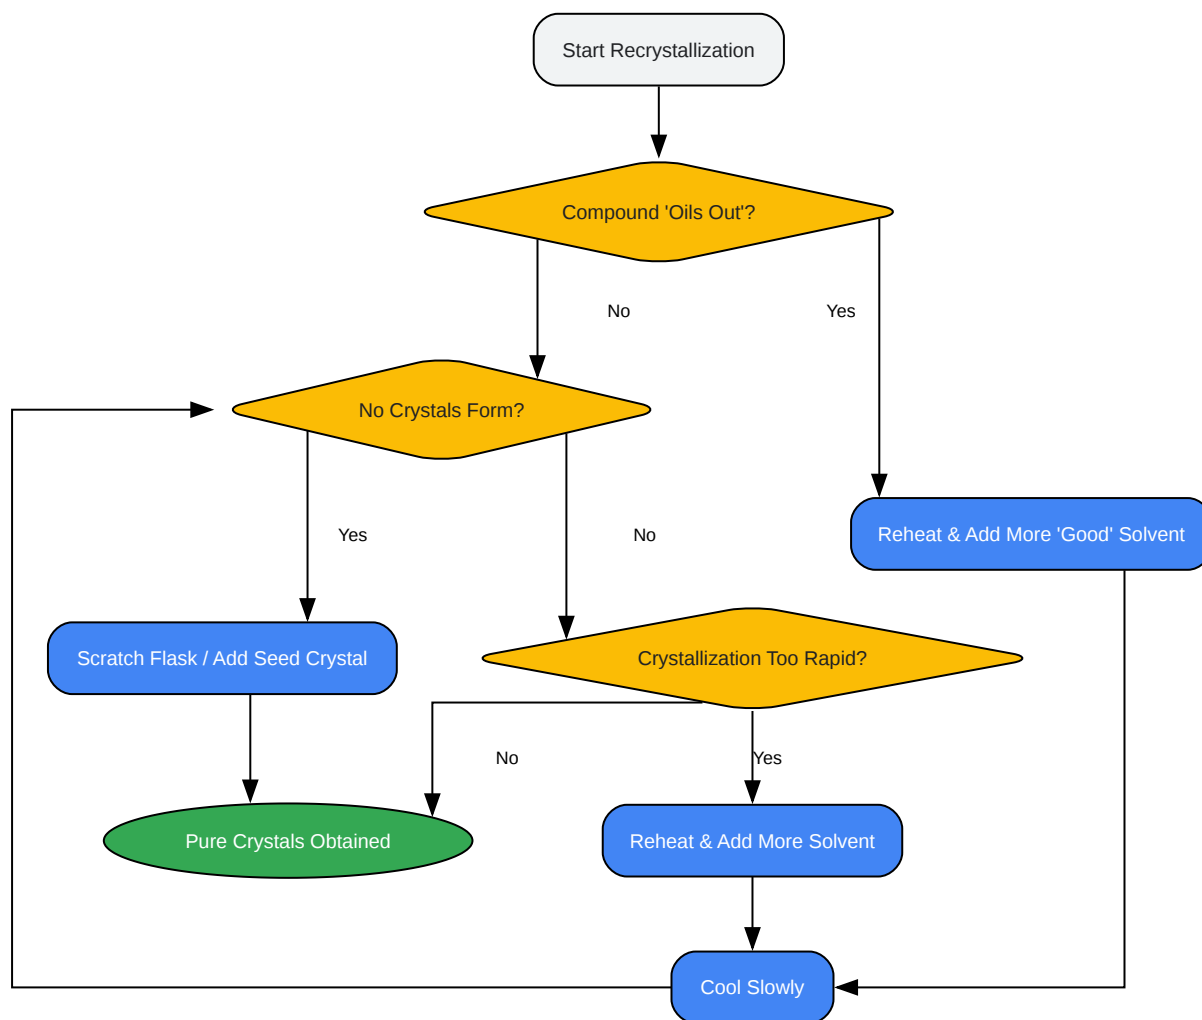 Start Recrystallization
Compound 'Oils Out'?
No
Yes
No Crystals Form?
Yes
No
Reheat & Add More 'Good' Solvent
Scratch Flask / Add Seed Crystal
Crystallization Too Rapid?
No
Yes
Pure Crystals Obtained
Reheat & Add More Solvent
Cool Slowly